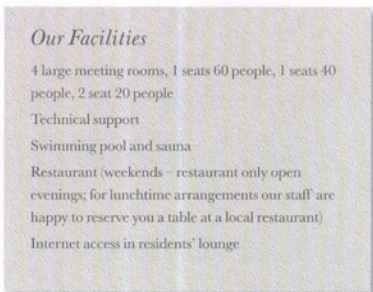 Our Facilities
4 large meeting rooms, 1 seats 60 people, 1 seats 40
people, 2 seat 20 people
Technical support
Swimming pool and sauna
Restaurant (weekends – restaurant only open
evenings; for lunchtime arrangements our staff are
happy to reserve you a table at a local restaurant)
Internet access in residents' lounge